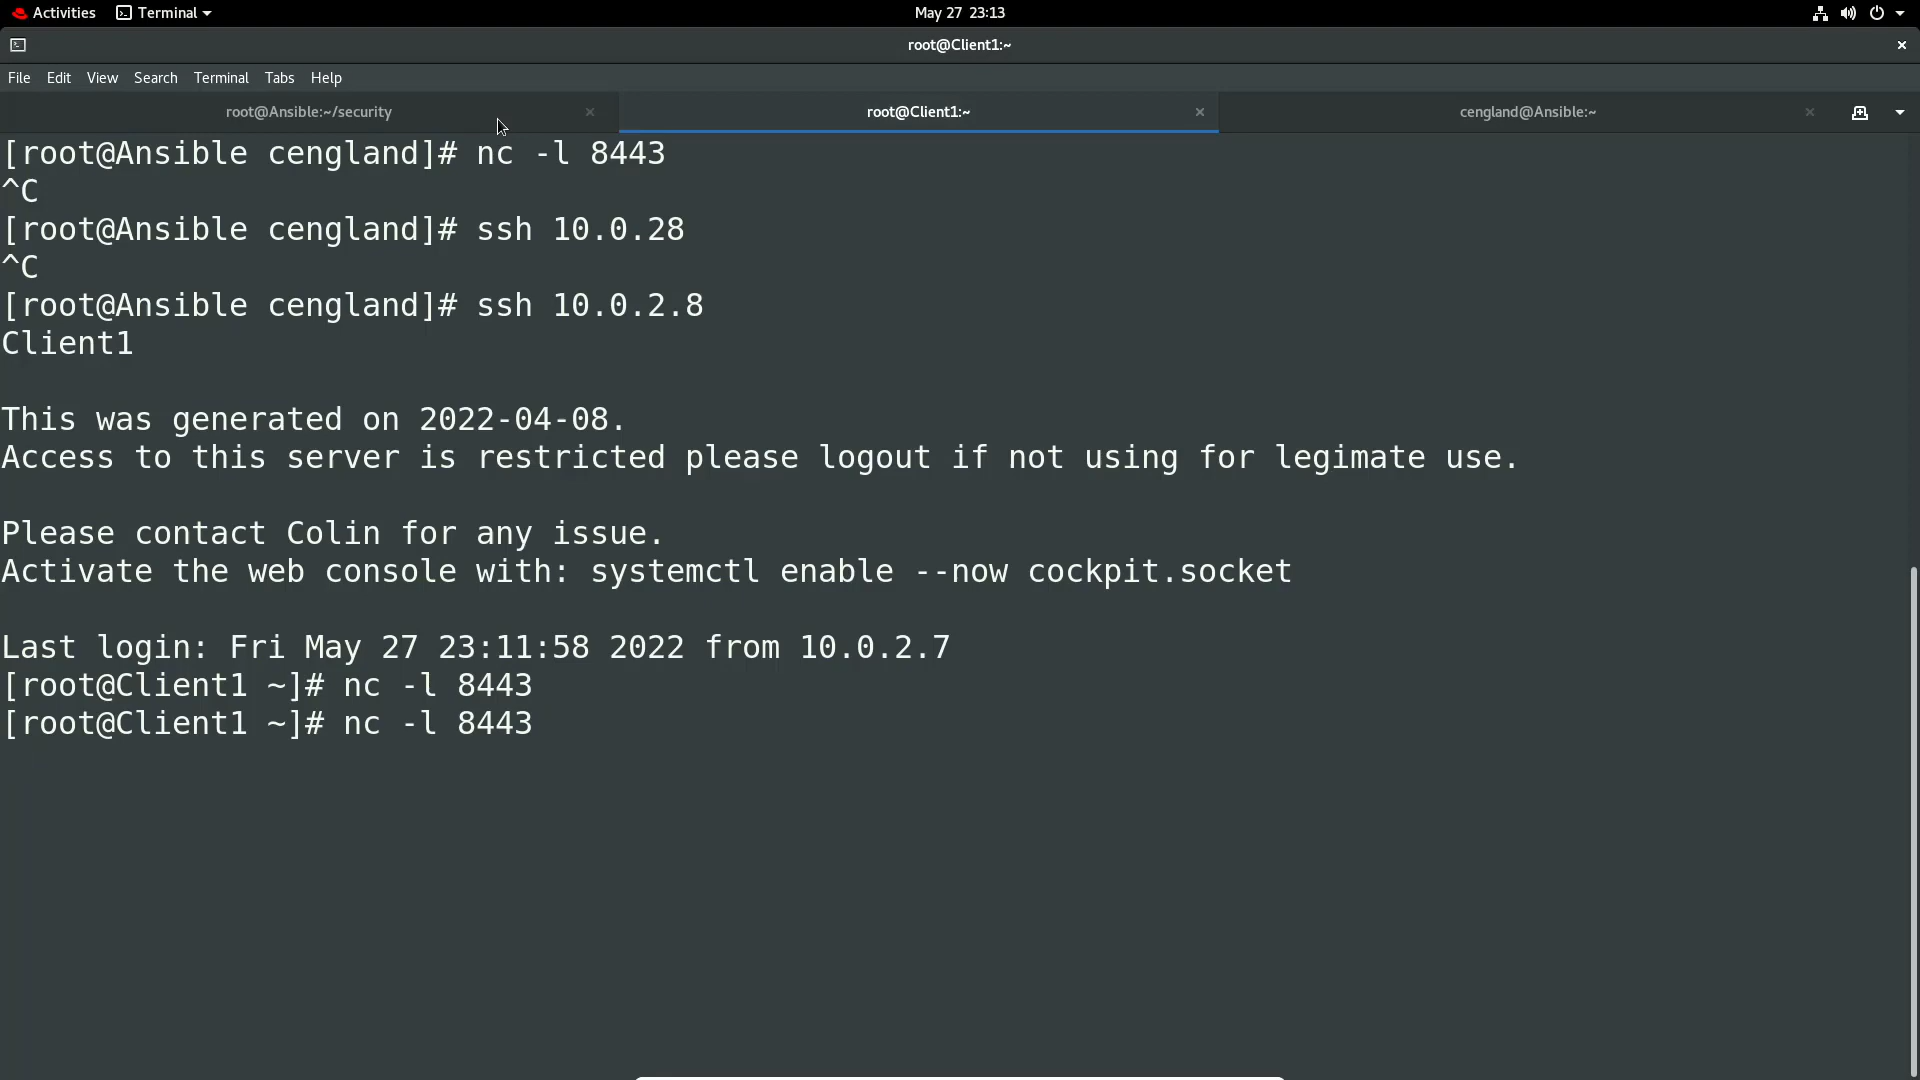 Activities Terminal May 27 23:13
root@Client1:~
File Edit View Search Terminal Tabs Help
root@Ansible:~/security root@Client1:~ cengland@Ansible:~
[root@Ansible cengland]# nc -l 8443
^C
[root@Ansible cengland]# ssh 10.0.28
^C
[root@Ansible cengland]# ssh 10.0.2.8
Client1
This was generated on 2022-04-08.
Access to this server is restricted please logout if not using for legimate use.
Please contact Colin for any issue.
Activate the web console with: systemctl enable --now cockpit.socket
Last login: Fri May 27 23:11:58 2022 from 10.0.2.7
[root@Client1 ~]# nc -l 8443
[root@Client1 ~]# nc -l 8443